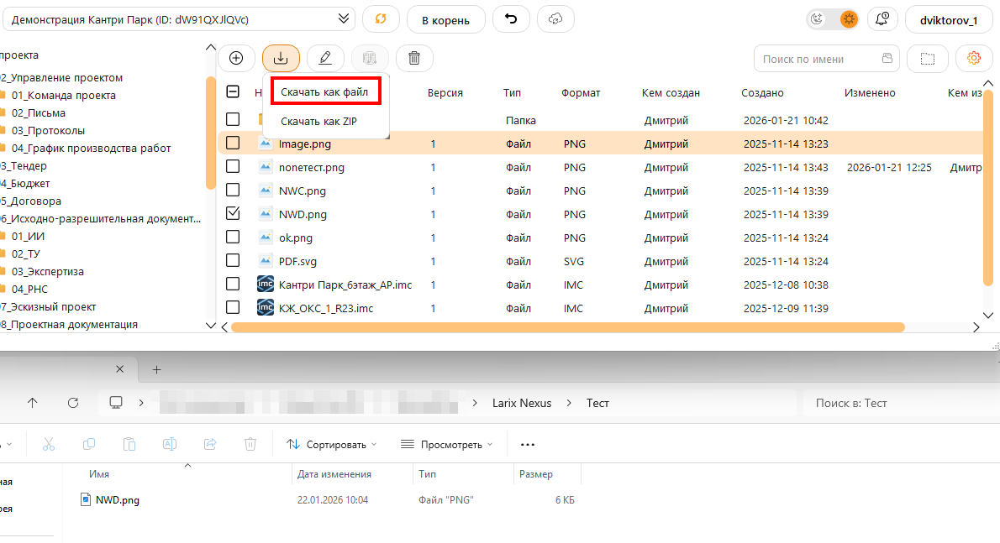 Демонстрация Кантри Парк (ID: dW91QXJlQVc)
В корень
dviktorov_1
проекта
2_Управление проектом
01_Команда проекта
02_Письма
03_Протоколы
04_График производства работ
3_Тендер
4_Бюджет
5_Договора
6_Исходно-разрешительная документ...
01_ИИ
02_ТУ
03_Экспертиза
04_РНС
7_Эскизный проект
8_Проектная документация
Поиск по имени
Скачать как файл
Скачать как ZIP
Н Версия Тип Формат Кем создан Создано Изменено Кем из
Папка Дмитрий 2026-01-21 10:42
Image.png 1 Файл PNG Дмитрий 2025-11-14 13:23
nonетест.png 1 Файл PNG Дмитрий 2025-11-14 13:43 2026-01-21 12:25 Дмитр
NWC.png 1 Файл PNG Дмитрий 2025-11-14 13:39
NWD.png 1 Файл PNG Дмитрий 2025-11-14 13:39
ok.png 1 Файл PNG Дмитрий 2025-11-14 13:24
PDF.svg 1 Файл SVG Дмитрий 2025-11-14 13:24
imc Кантри Парк_6этаж_АР.imc 1 Файл IMC Дмитрий 2025-12-08 10:38
imc КЖ_ОКС_1_R23.imc 1 Файл IMC Дмитрий 2025-12-09 11:39
Larix Nexus Тест
Поиск в: Тест
Сортировать
Просмотреть
Имя Дата изменения Тип Размер
ная
рея
NWD.png 22.01.2026 10:04 Файл "PNG" 6 КБ